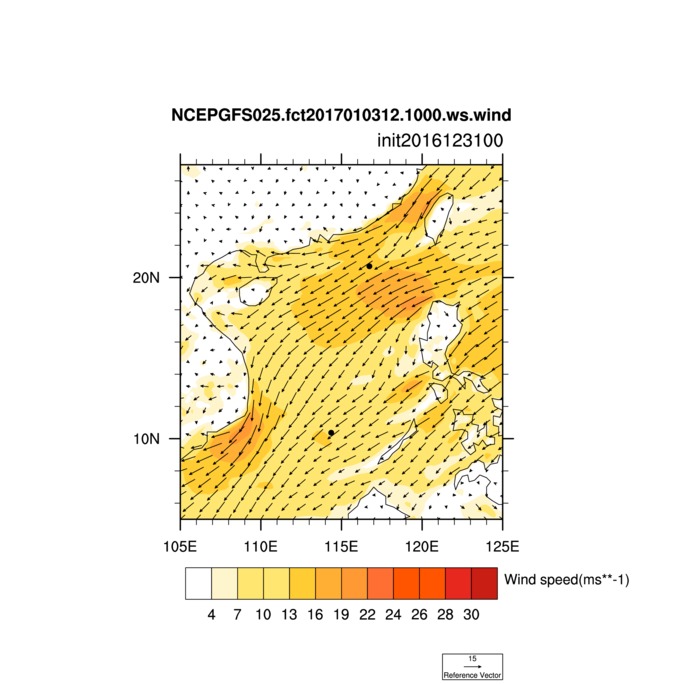 NCEPGFS025.fct2017010312.1000.ws.wind
init2016123100
20N
10N
105E 110E 115E 120E 125E
Wind speed(ms**-1)
4 7 10 13 16 19 22 24 26 28 30
15
Reference Vector